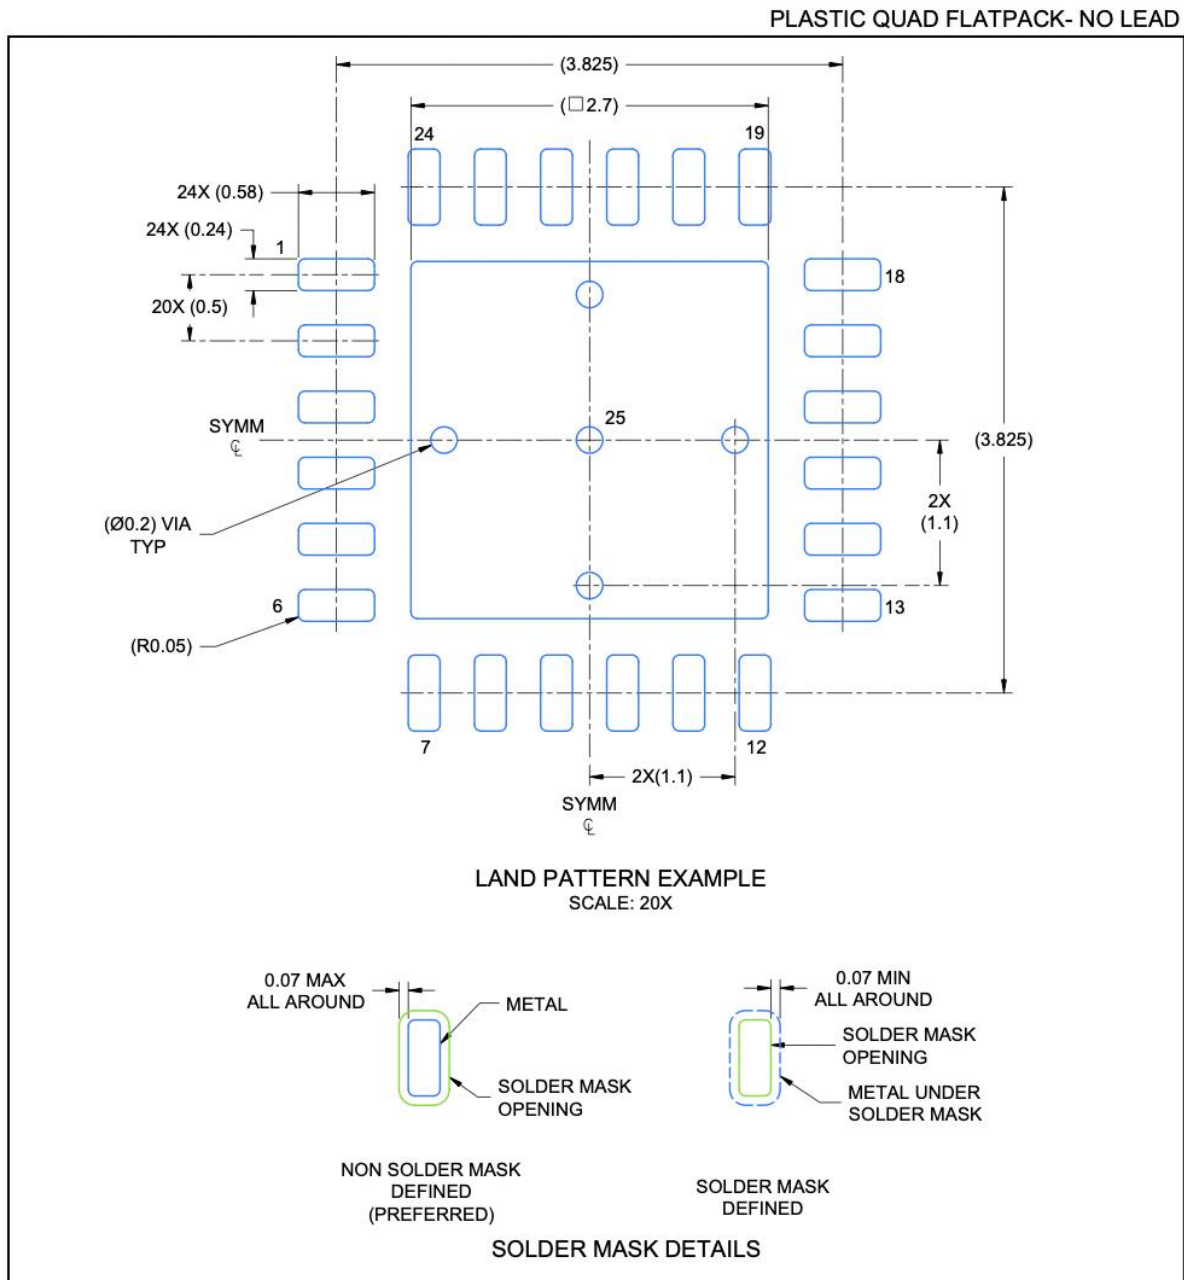 PLASTIC QUAD FLATPACK- NO LEAD
(3.825)
(□2.7)
24
19
24X (0.58)
24X (0.24)
1
18
20X (0.5)
SYMM
℄
25
(3.825)
2X
(1.1)
(Ø0.2) VIA
TYP
6
13
(R0.05)
7
12
2X(1.1)
SYMM
℄
LAND PATTERN EXAMPLE
SCALE: 20X
0.07 MAX
ALL AROUND
METAL
SOLDER MASK
OPENING
NON SOLDER MASK
DEFINED
(PREFERRED)
0.07 MIN
ALL AROUND
SOLDER MASK
OPENING
METAL UNDER
SOLDER MASK
SOLDER MASK
DEFINED
SOLDER MASK DETAILS